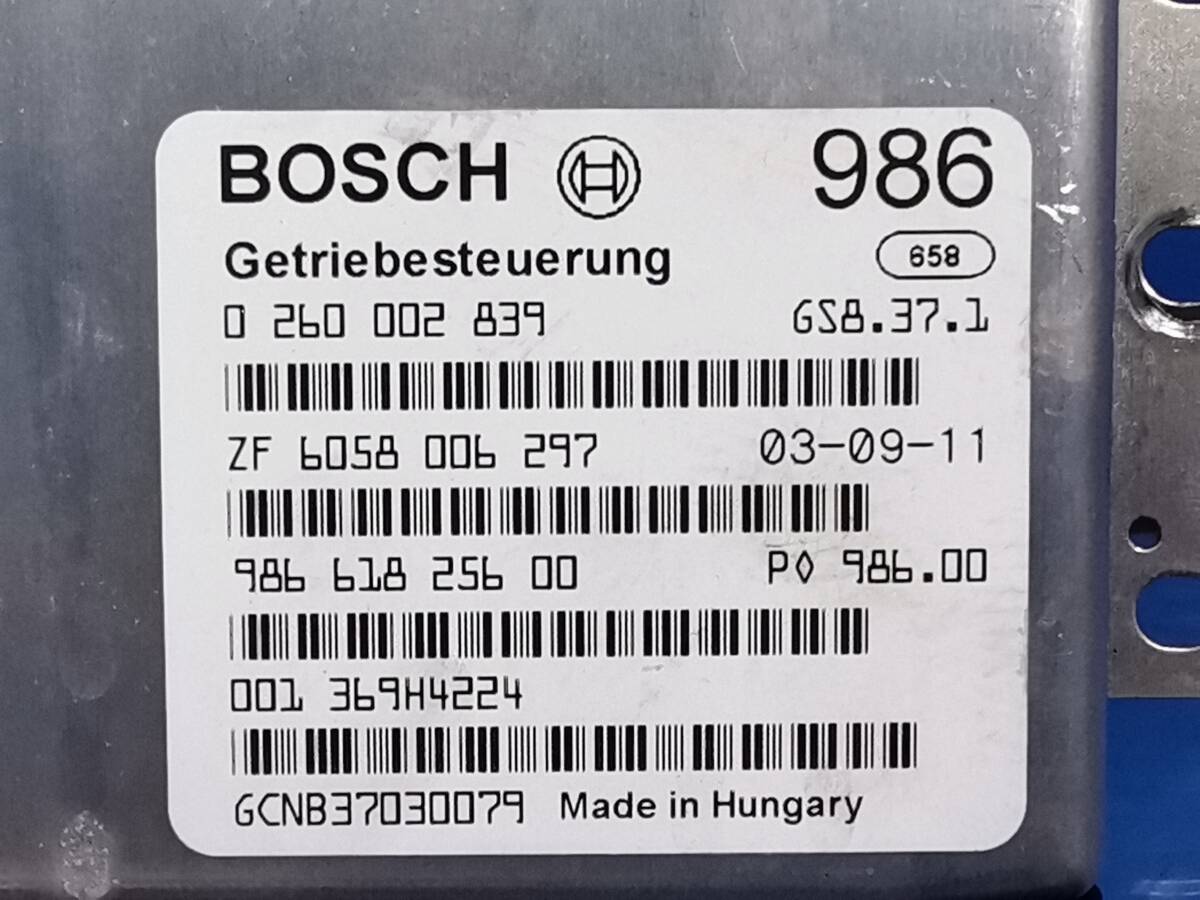 BOSCH 986
Getriebesteuerung 658
0 260 002 839 GS8.37.1
ZF 6058 006 297 03-09-11
986 618 256 00 P◊ 986.00
001 369H4224
GCNB37030079 Made in Hungary